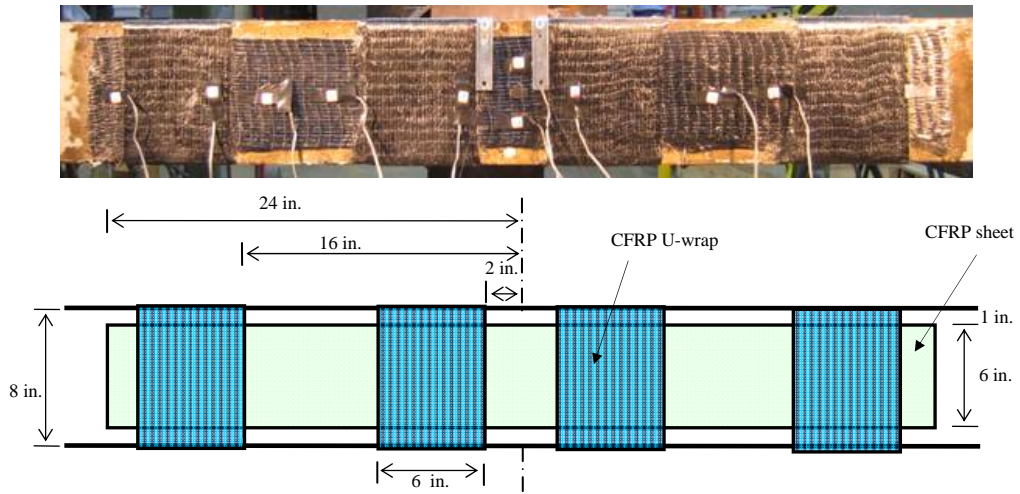 24 in.
16 in.
2 in.
CFRP U-wrap
CFRP sheet
8 in.
1 in.
6 in.
6 in.